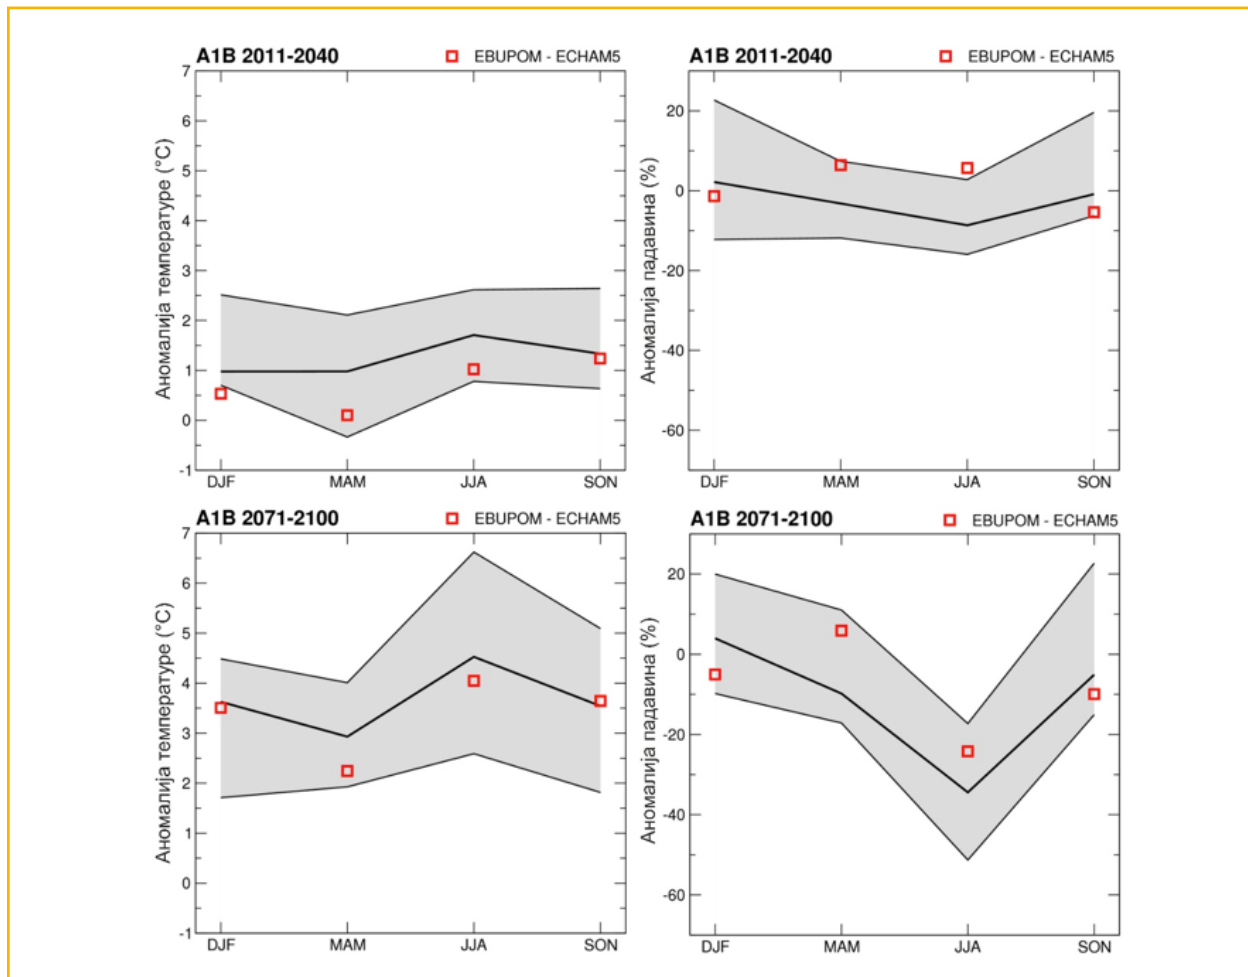 A1B 2011-2040
ЕВUРОМ - ECHAM5
Аномалија температуре (°C)
7
6
5
4
3
2
1
0
-1
DJF MAM JJA SON
A1B 2011-2040
EBUPOM - ECHAM5
Аномалија падавина (%)
20
0
-20
-40
-60
DJF MAM JJA SON
A1B 2071-2100
EBUPOM - ECHAM5
Аномалија температуре (°C)
7
6
5
4
3
2
1
0
-1
DJF MAM JJA SON
A1B 2071-2100
EBUPOM - ECHAM5
Аномалија падавина (%)
20
0
-20
-40
-60
DJF MAM JJA SON